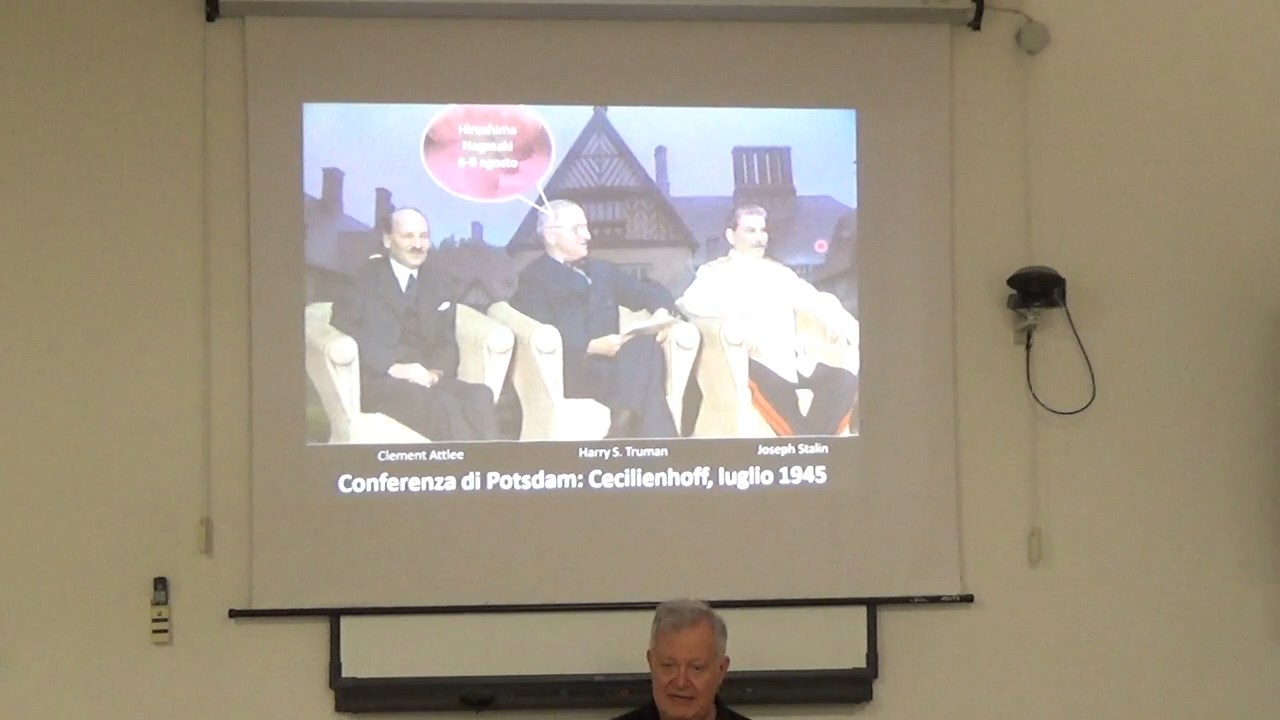 Hiroshima
Nagasaki
6-9 agosto
Clement Attlee
Harry S. Truman
Joseph Stalin
Conferenza di Potsdam: Cecilienhoff, luglio 1945